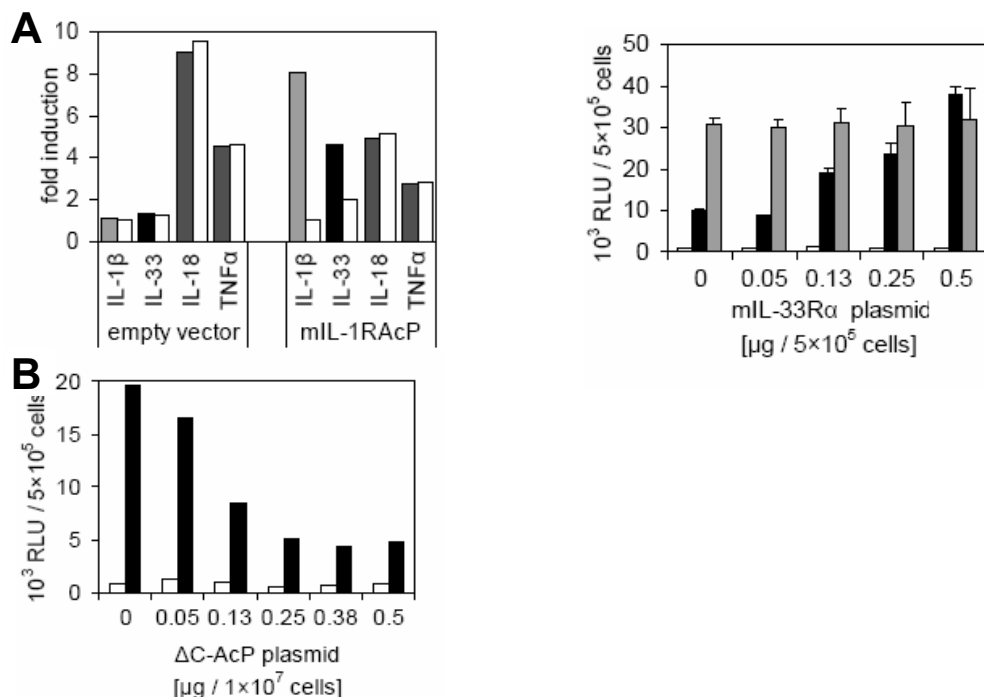 A
10
8
6
4
2
0
fold induction
IL-1β
IL-33
IL-18
TNFα
IL-1β
IL-33
IL-18
TNFα
empty vector
mIL-1RAcP
50
40
30
20
10
0
10³ RLU / 5×10⁵ cells
0 0.05 0.13 0.25 0.5
mIL-33Rα plasmid
[µg / 5×10⁵ cells]
B
20
15
10
5
0
10³ RLU / 5×10⁵ cells
0 0.05 0.13 0.25 0.38 0.5
ΔC-AcP plasmid
[µg / 1×10⁷ cells]